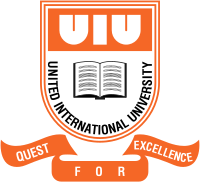 UIU
UNITED INTERNATIONAL UNIVERSITY
QUEST
FOR
EXCELLENCE